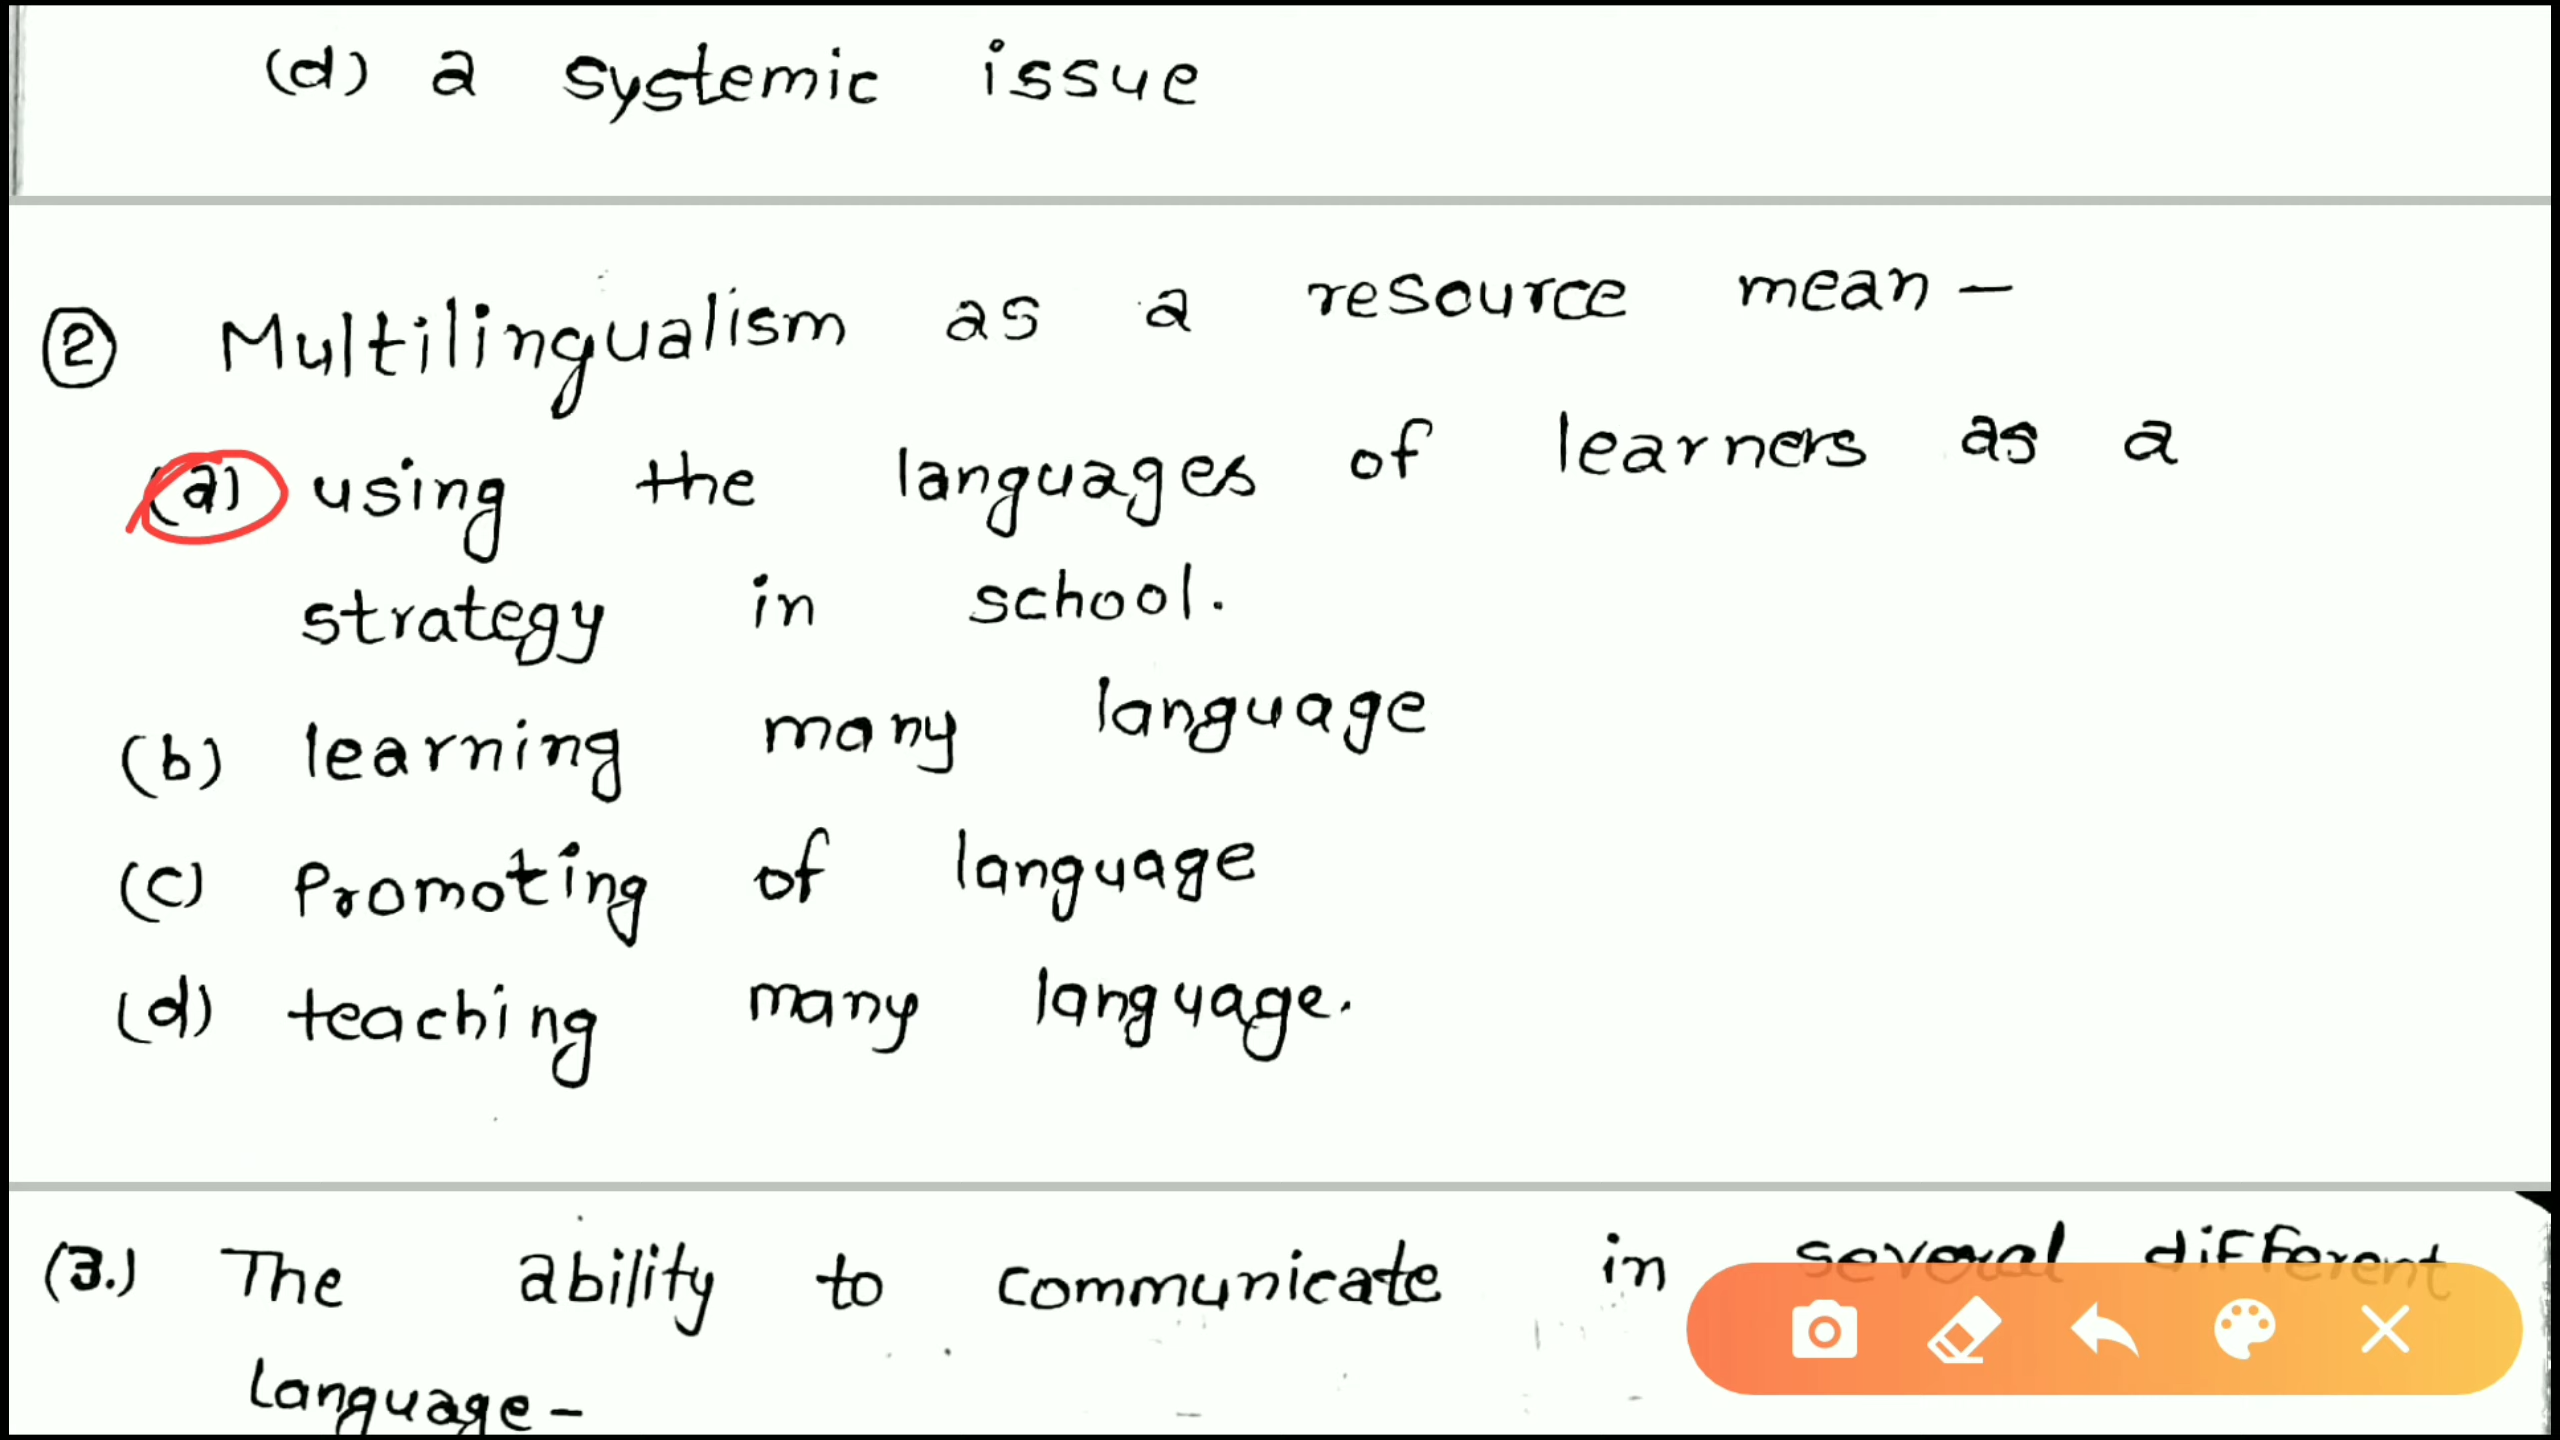 (d) a systemic issue
② Multilingualism as a resource mean -
(a) using the languages of learners as a
strategy in school.
(b) learning many language
(c) Promoting of language
(d) teaching many language.
(3.) The ability to communicate in several different
Language -